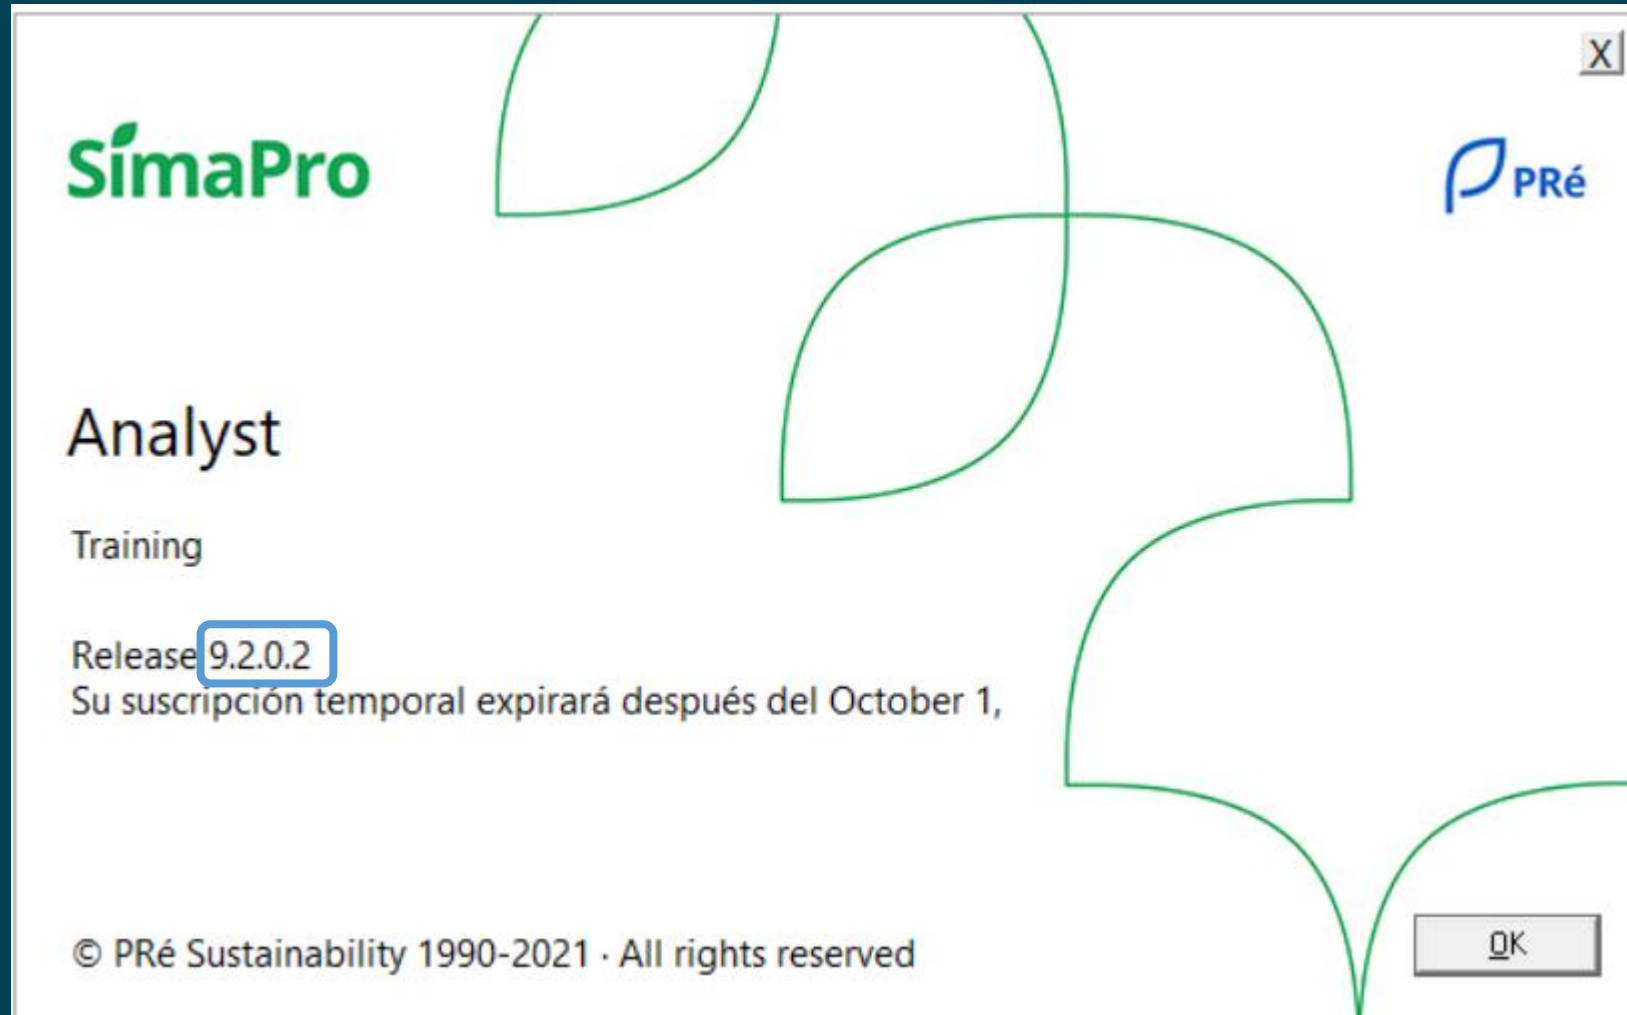 X
SimaPro
PRé
Analyst
Training
Release 9.2.0.2
Su suscripción temporal expirará después del October 1,
© PRé Sustainability 1990-2021 · All rights reserved
OK